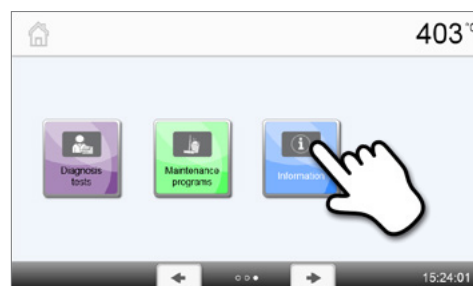 403 °C
Diagnosis
tests
Maintenance
programs
Information
15:24:01